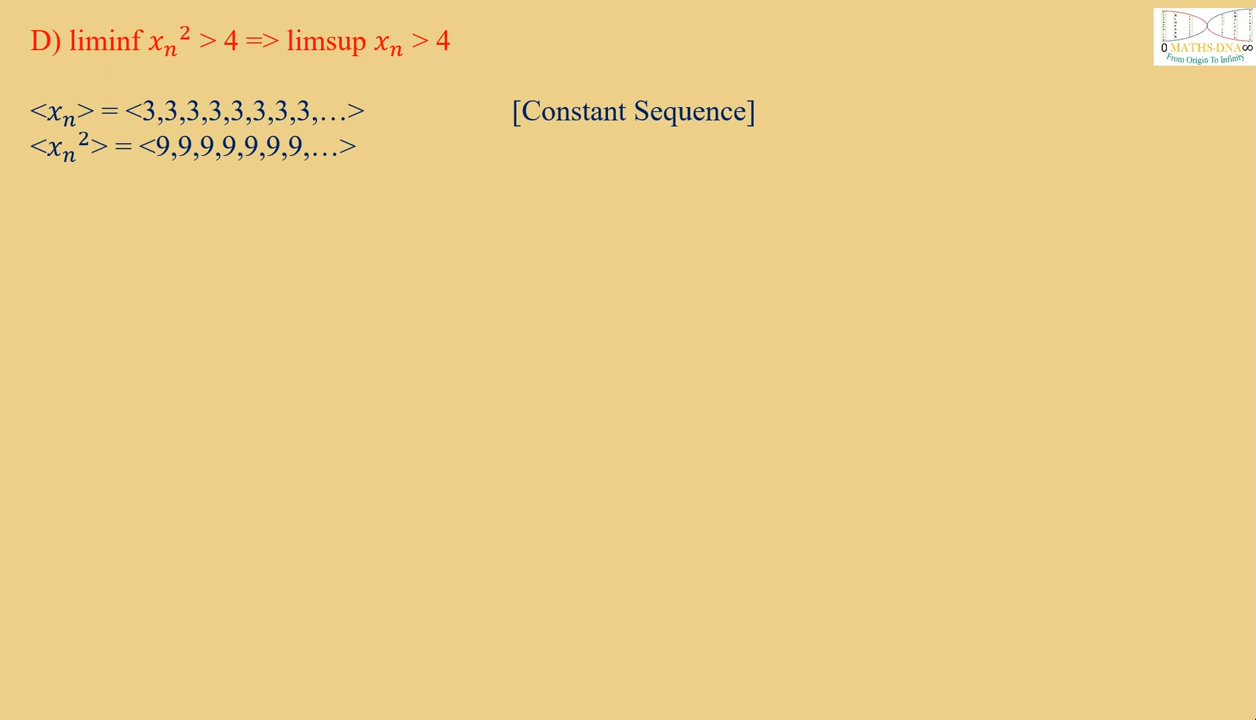 D) liminf xₙ² > 4 => limsup xₙ > 4
<xₙ> = <3,3,3,3,3,3,3,3,…> [Constant Sequence]
<xₙ²> = <9,9,9,9,9,9,9,…>
0 MATHS-DNA ∞
From Origin To Infinity